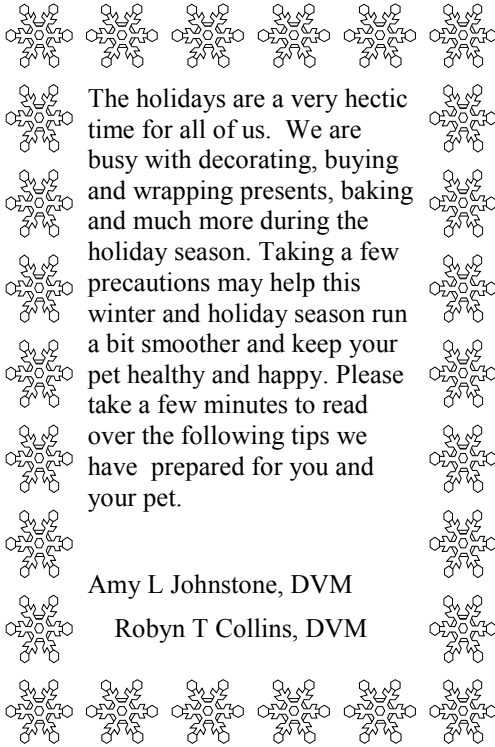 The holidays are a very hectic
time for all of us.  We are
busy with decorating, buying
and wrapping presents, baking
and much more during the
holiday season. Taking a few
precautions may help this
winter and holiday season run
a bit smoother and keep your
pet healthy and happy. Please
take a few minutes to read
over the following tips we
have  prepared for you and
your pet.
Amy L Johnstone, DVM
Robyn T Collins, DVM